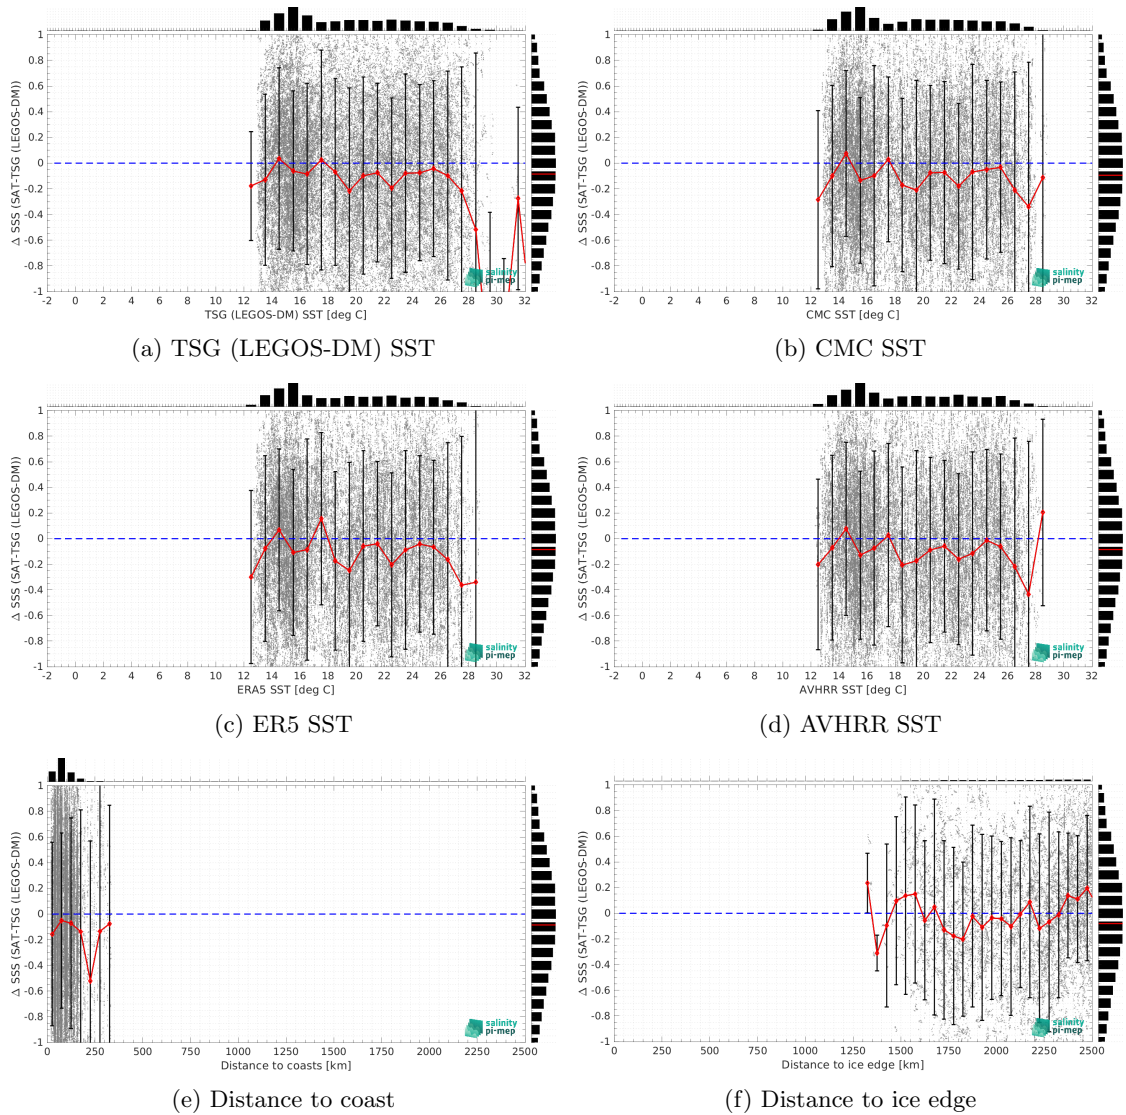 1
0.8
0.6
0.4
0.2
0
-0.2
-0.4
-0.6
-0.8
-1
Δ SSS (SAT-TSG (LEGOS-DM))
-2 0 2 4 6 8 10 12 14 16 18 20 22 24 26 28 30 32
TSG (LEGOS-DM) SST [deg C]
salinity
pi-mep
(a) TSG (LEGOS-DM) SST
1
0.8
0.6
0.4
0.2
0
-0.2
-0.4
-0.6
-0.8
-1
Δ SSS (SAT-TSG (LEGOS-DM))
-2 0 2 4 6 8 10 12 14 16 18 20 22 24 26 28 30 32
CMC SST [deg C]
salinity
pi-mep
(b) CMC SST
1
0.8
0.6
0.4
0.2
0
-0.2
-0.4
-0.6
-0.8
-1
Δ SSS (SAT-TSG (LEGOS-DM))
-2 0 2 4 6 8 10 12 14 16 18 20 22 24 26 28 30 32
ERA5 SST [deg C]
salinity
pi-mep
(c) ER5 SST
1
0.8
0.6
0.4
0.2
0
-0.2
-0.4
-0.6
-0.8
-1
Δ SSS (SAT-TSG (LEGOS-DM))
-2 0 2 4 6 8 10 12 14 16 18 20 22 24 26 28 30 32
AVHRR SST [deg C]
salinity
pi-mep
(d) AVHRR SST
1
0.8
0.6
0.4
0.2
0
-0.2
-0.4
-0.6
-0.8
-1
Δ SSS (SAT-TSG (LEGOS-DM))
0 250 500 750 1000 1250 1500 1750 2000 2250 2500
Distance to coasts [km]
salinity
pi-mep
(e) Distance to coast
1
0.8
0.6
0.4
0.2
0
-0.2
-0.4
-0.6
-0.8
-1
Δ SSS (SAT-TSG (LEGOS-DM))
0 250 500 750 1000 1250 1500 1750 2000 2250 2500
Distance to ice edge [km]
salinity
pi-mep
(f) Distance to ice edge